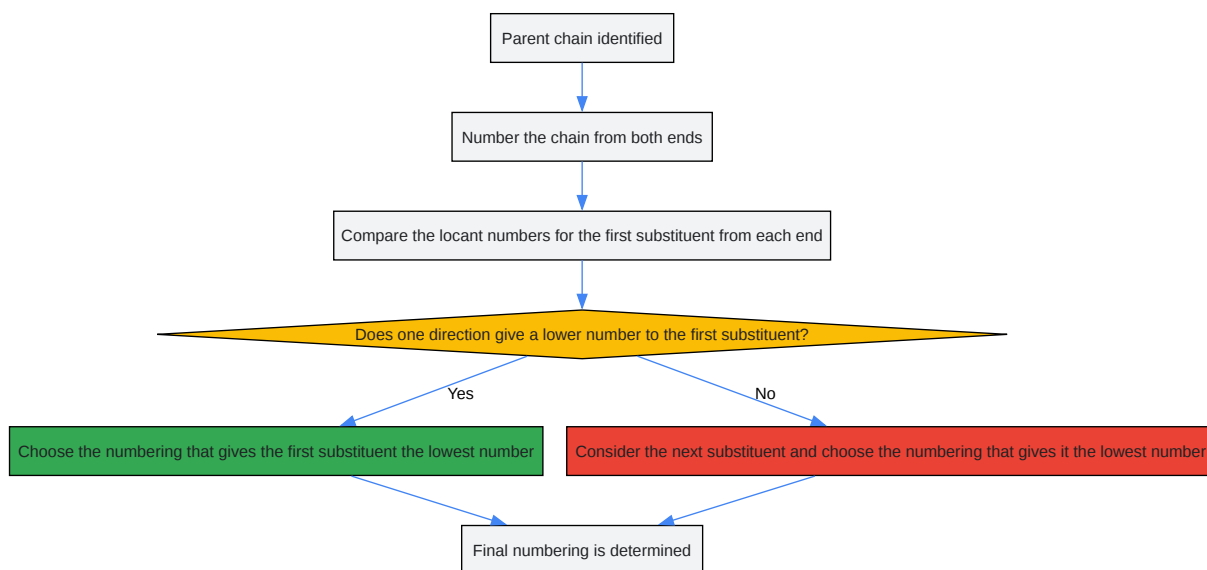 Parent chain identified
Number the chain from both ends
Compare the locant numbers for the first substituent from each end
Does one direction give a lower number to the first substituent?
Yes
No
Choose the numbering that gives the first substituent the lowest number
Consider the next substituent and choose the numbering that gives it the lowest number
Final numbering is determined